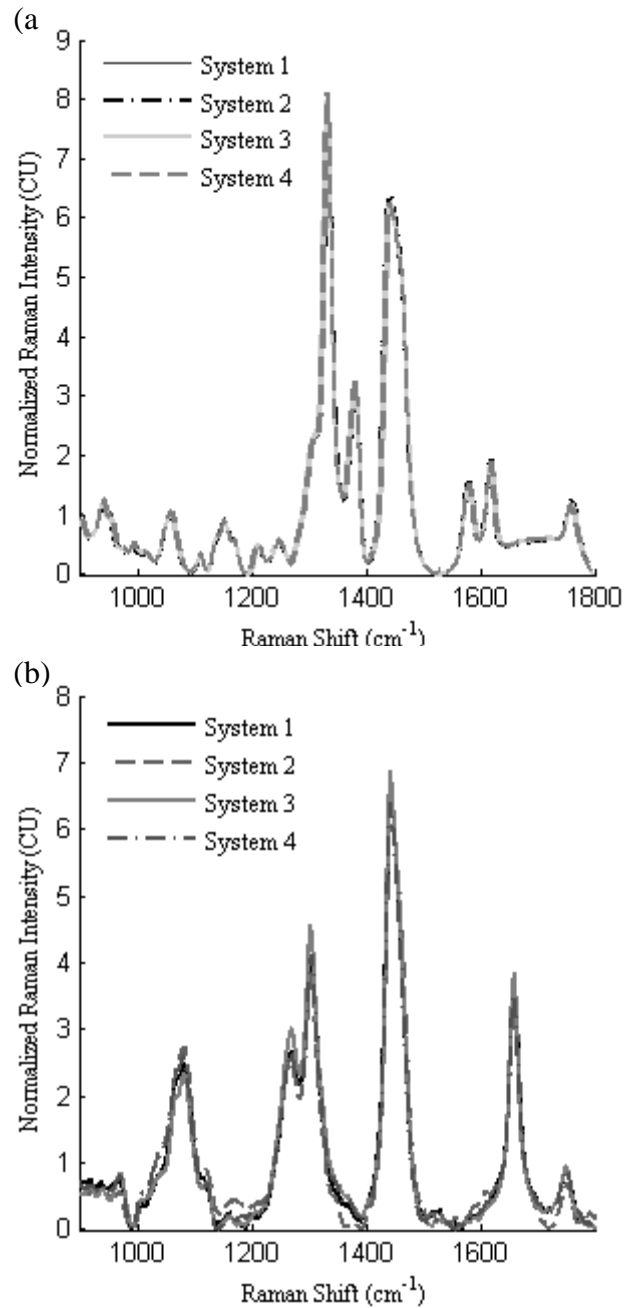 (a
9
8
7
6
5
4
3
2
1
0
System 1
System 2
System 3
System 4
Normalized Raman Intensity (CU)
1000 1200 1400 1600 1800
Raman Shift (cm-1)
(b)
8
7
6
5
4
3
2
1
0
System 1
System 2
System 3
System 4
Normalized Raman Intensity (CU)
1000 1200 1400 1600
Raman Shift (cm-1)